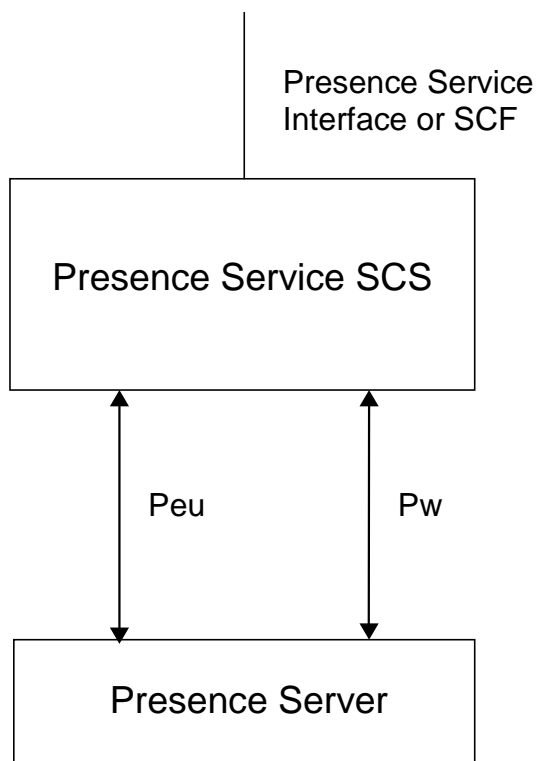 Presence Service
Interface or SCF
Presence Service SCS
Peu
Pw
Presence Server